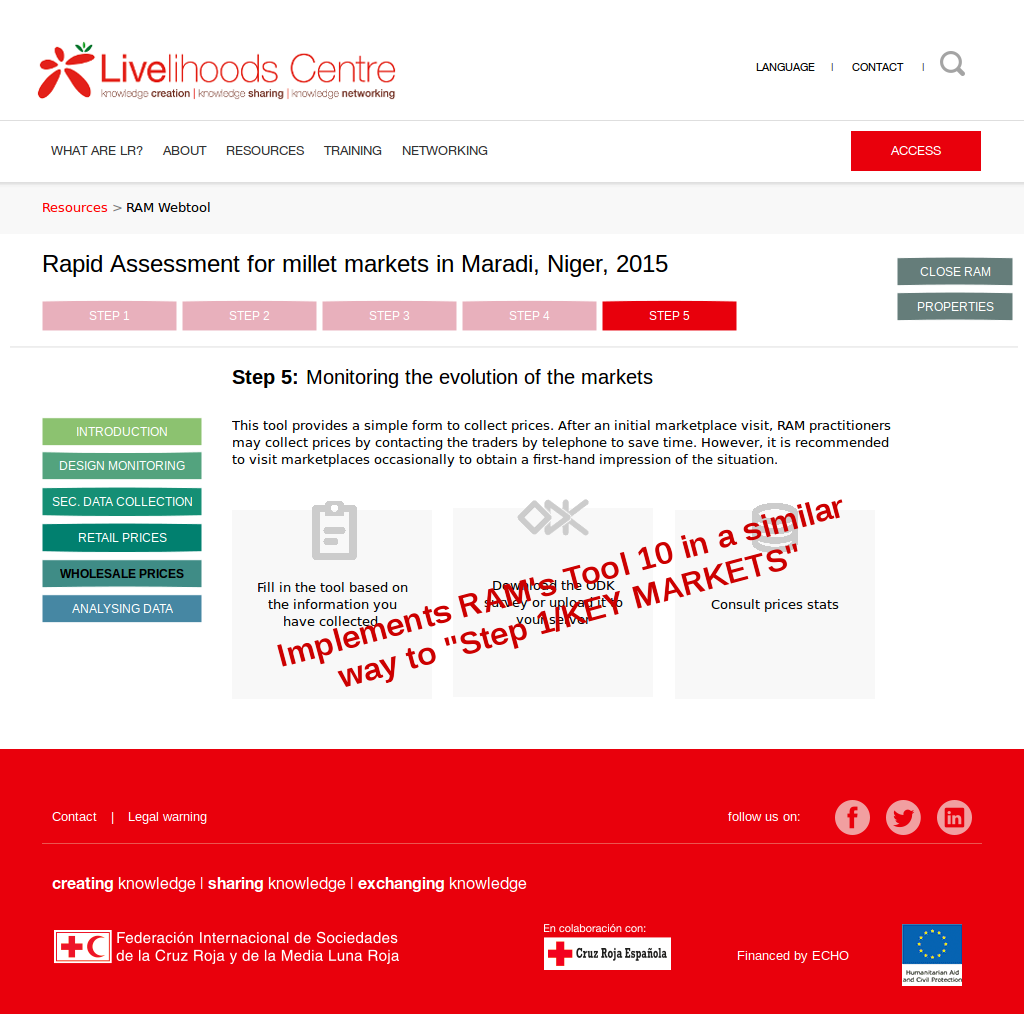 Livelihoods Centre
knowledge creation | knowledge sharing | knowledge networking
LANGUAGE | CONTACT |
WHAT ARE LR? ABOUT RESOURCES TRAINING NETWORKING ACCESS
Resources > RAM Webtool
Rapid Assessment for millet markets in Maradi, Niger, 2015
CLOSE RAM
PROPERTIES
STEP 1 STEP 2 STEP 3 STEP 4 STEP 5
Step 5: Monitoring the evolution of the markets
INTRODUCTION
DESIGN MONITORING
SEC. DATA COLLECTION
RETAIL PRICES
WHOLESALE PRICES
ANALYSING DATA
This tool provides a simple form to collect prices. After an initial marketplace visit, RAM practitioners
may collect prices by contacting the traders by telephone to save time. However, it is recommended
to visit marketplaces occasionally to obtain a first-hand impression of the situation.
Fill in the tool based on
the information you
have collected
Download the ODK
survey or upload it to
your server
Consult prices stats
Implements RAM's Tool 10 in a similar
way to "Step 1/KEY MARKETS"
Contact | Legal warning
follow us on:
creating knowledge | sharing knowledge | exchanging knowledge
Federación Internacional de Sociedades
de la Cruz Roja y de la Media Luna Roja
En colaboración con:
Cruz Roja Española
Financed by ECHO
Humanitarian Aid
and Civil Protection